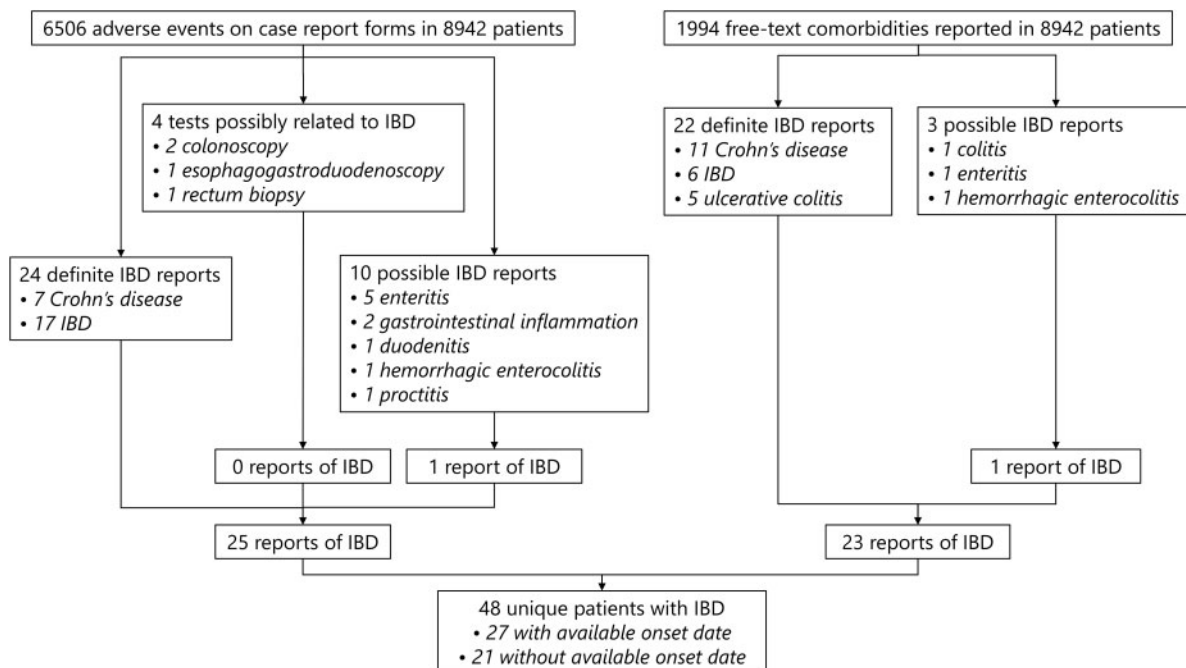 6506 adverse events on case report forms in 8942 patients
1994 free-text comorbidities reported in 8942 patients
4 tests possibly related to IBD
• 2 colonoscopy
• 1 esophagogastroduodenoscopy
• 1 rectum biopsy
22 definite IBD reports
• 11 Crohn's disease
• 6 IBD
• 5 ulcerative colitis
3 possible IBD reports
• 1 colitis
• 1 enteritis
• 1 hemorrhagic enterocolitis
24 definite IBD reports
• 7 Crohn's disease
• 17 IBD
10 possible IBD reports
• 5 enteritis
• 2 gastrointestinal inflammation
• 1 duodenitis
• 1 hemorrhagic enterocolitis
• 1 proctitis
0 reports of IBD
1 report of IBD
1 report of IBD
25 reports of IBD
23 reports of IBD
48 unique patients with IBD
• 27 with available onset date
• 21 without available onset date